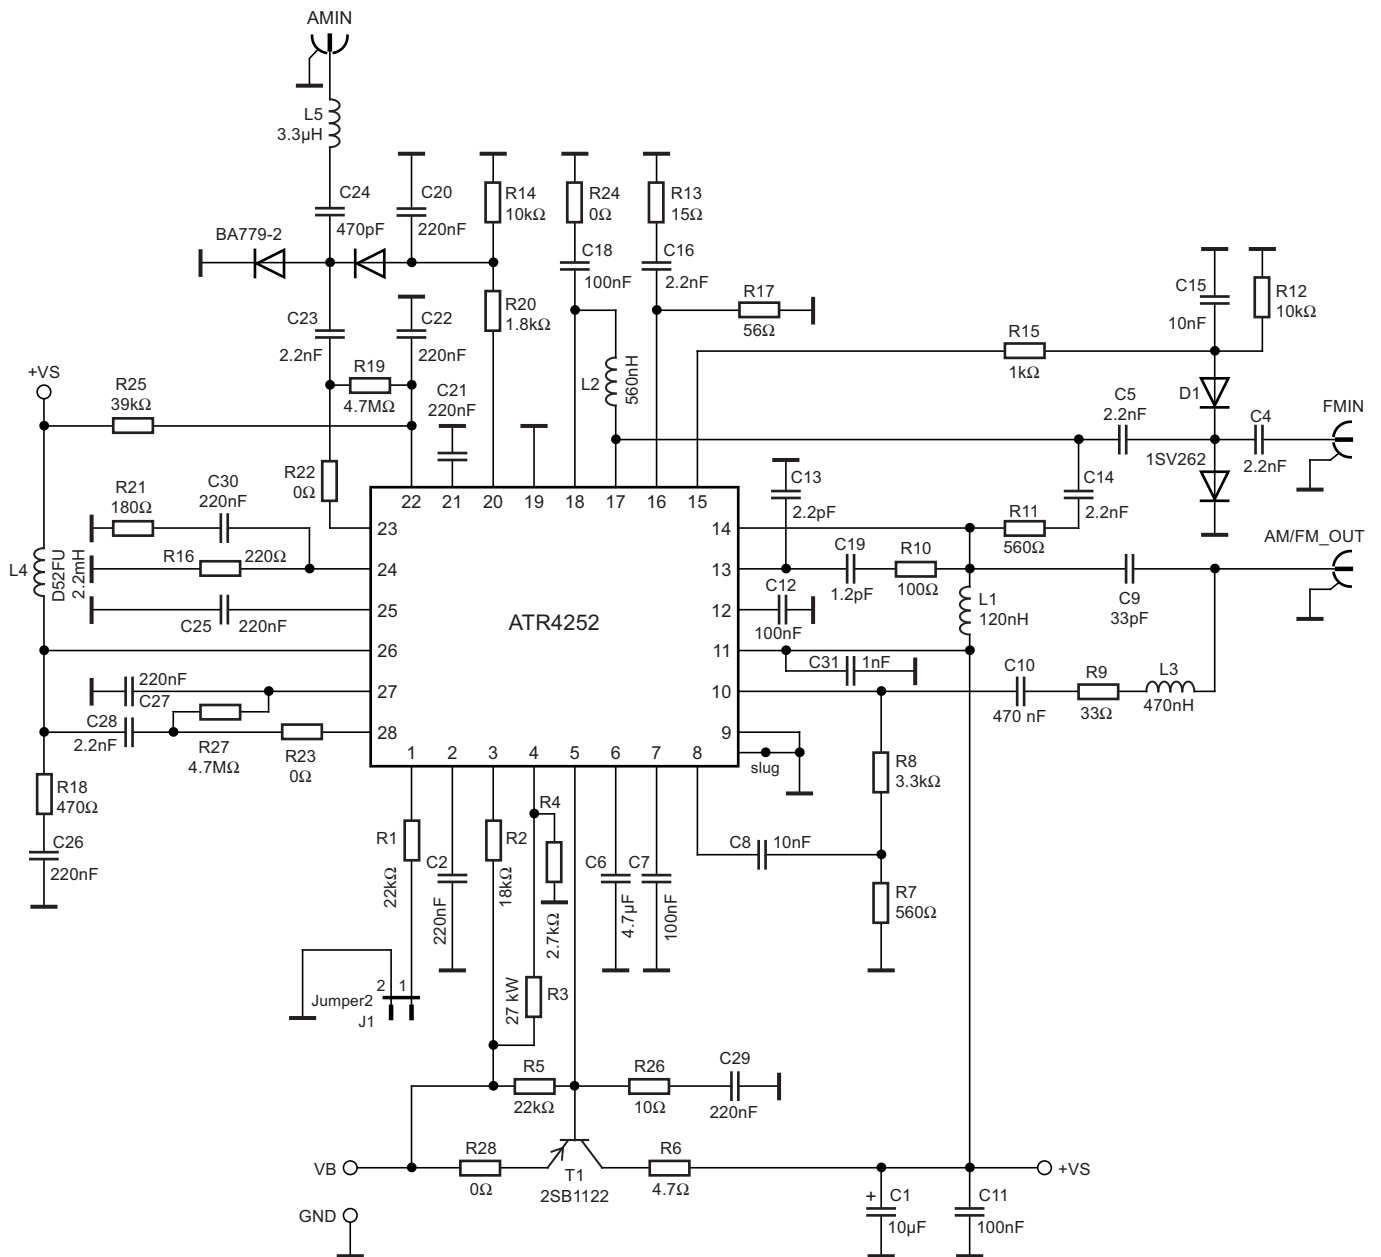 AMIN
L5
3.3µH
C24
470pF
C20
220nF
R14
10kΩ
R24
0Ω
R13
15Ω
BA779-2
C18
100nF
C16
2.2nF
C23
2.2nF
C22
220nF
R20
1.8kΩ
R17
56Ω
C15
10nF
R12
10kΩ
R15
1kΩ
+VS
R25
39kΩ
R19
4.7MΩ
C21
220nF
L2
560nH
D1
C5
2.2nF
C4
2.2nF
FMIN
1SV262
R22
0Ω
R21
180Ω
C30
220nF
C13
2.2pF
C14
2.2nF
R11
560Ω
22
21
20
19
18
17
16
15
23
14
AM/FM_OUT
L4
D52FU
2.2mH
R16
220Ω
24
13
C19
1.2pF
R10
100Ω
C9
33pF
C25
220nF
25
ATR4252
12
C12
100nF
L1
120nH
26
11
C31
1nF
220nF
C27
27
10
C10
470 nF
R9
33Ω
L3
470nH
C28
2.2nF
R27
4.7MΩ
R23
0Ω
28
9
1
2
3
4
5
6
7
8
slug
R18
470Ω
C26
220nF
R8
3.3kΩ
R1
22kΩ
C2
220nF
R2
18kΩ
R4
2.7kΩ
C6
4.7µF
C7
100nF
C8
10nF
R7
560Ω
2
1
Jumper2
J1
27 kW
R3
R5
22kΩ
R26
10Ω
C29
220nF
VB
R28
0Ω
T1
2SB1122
R6
4.7Ω
+VS
GND
+
C1
10µF
C11
100nF